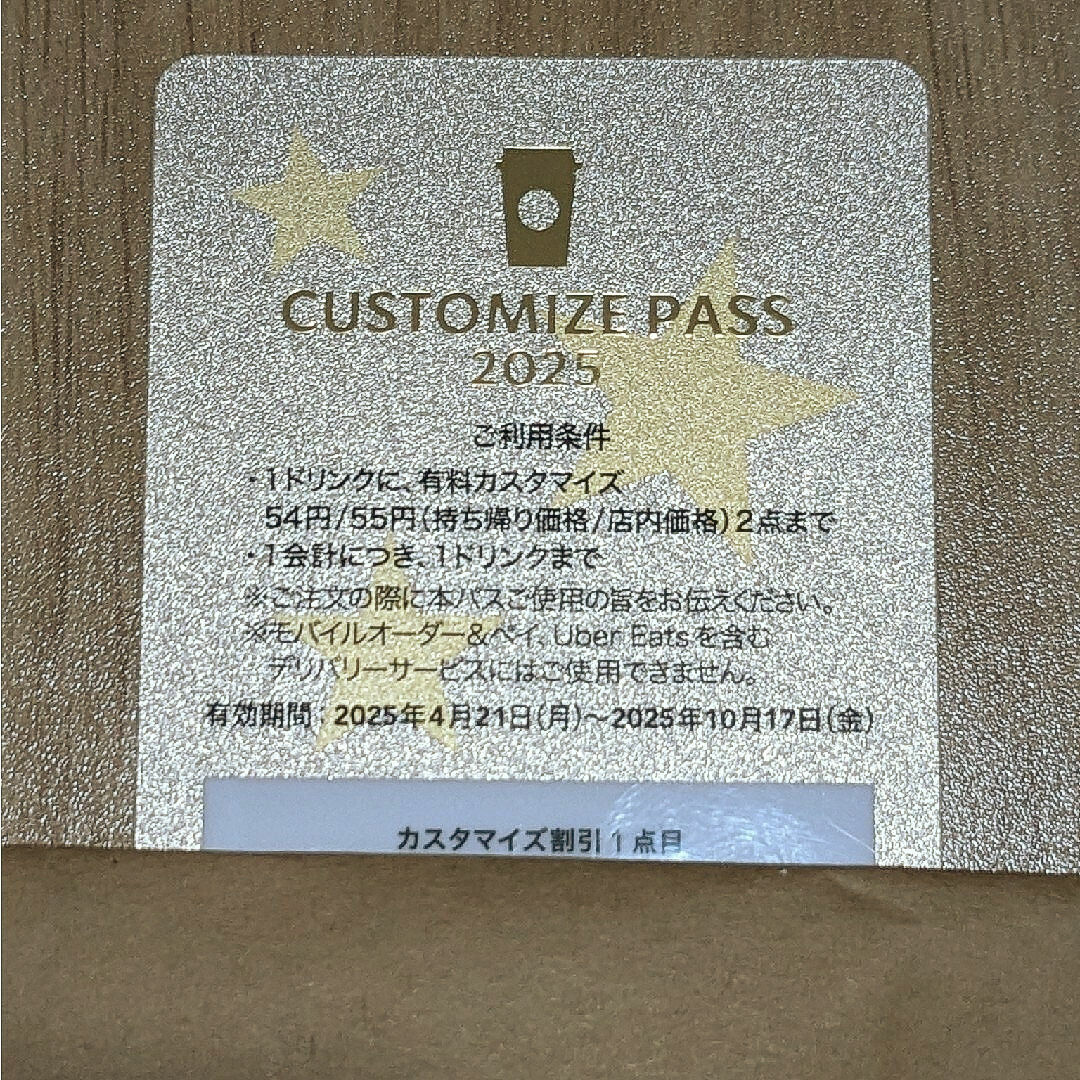 CUSTOMIZE PASS
2025
ご利用条件
・1ドリンクに、有料カスタマイズ
54円/55円(持ち帰り価格/店内価格)2点まで
・1会計につき、1ドリンクまで
※ご注文の際に本パスご使用の旨をお伝えください。
※モバイルオーダー&ペイ、Uber Eatsを含む
デリバリーサービスにはご使用できません。
有効期間:2025年4月21日(月)~2025年10月17日(金)
カスタマイズ割引1点目